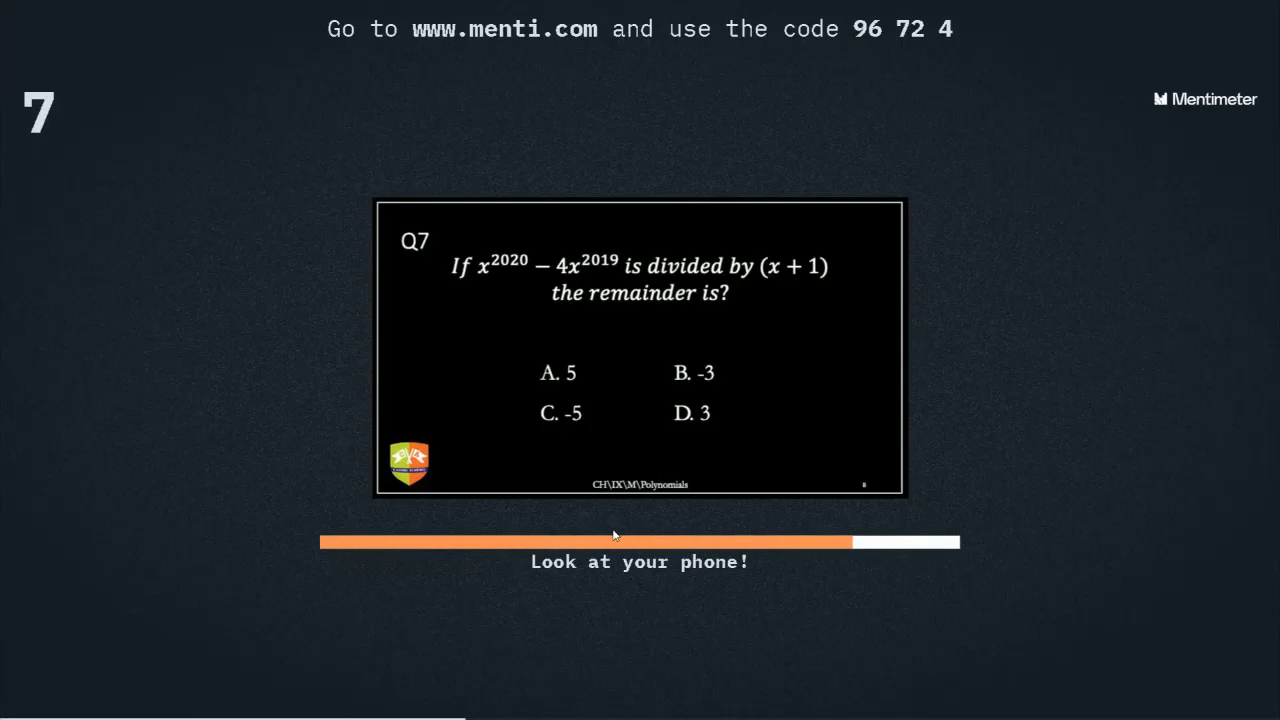 Go to www.menti.com and use the code 96 72 4
7
Mentimeter
Q7
If x²⁰²⁰ − 4x²⁰¹⁹ is divided by (x + 1)
the remainder is?
A. 5 B. -3
C. -5 D. 3
CH\IX\M\Polynomials 8
Look at your phone!